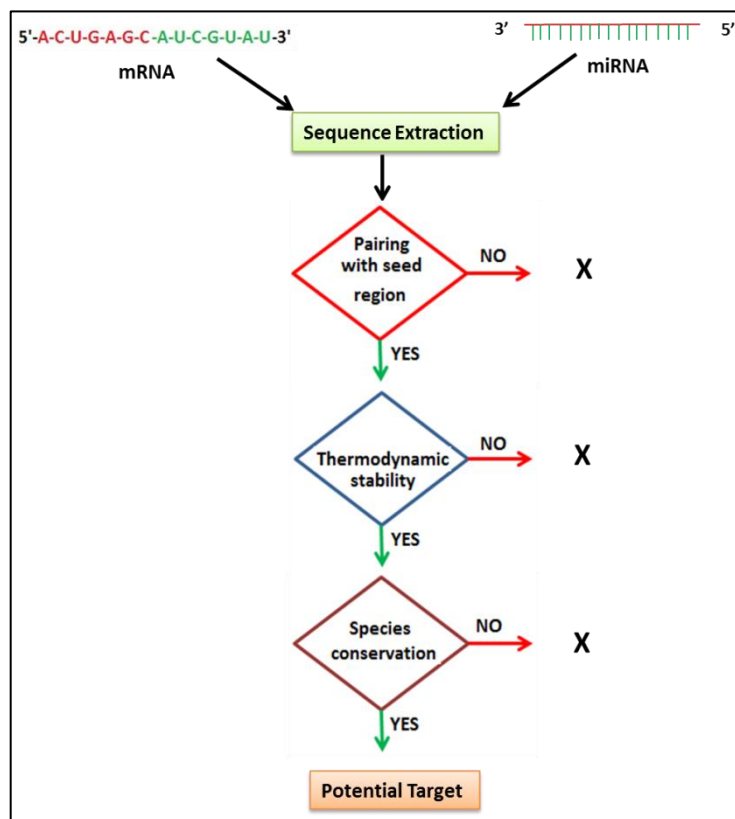 5'-A-C-U-G-A-G-C-A-U-C-G-U-A-U-3'
mRNA
3’ 5’
miRNA
Sequence Extraction
Pairing
with seed
region
NO
X
YES
Thermodynamic
stability
NO
X
YES
Species
conservation
NO
X
YES
Potential Target